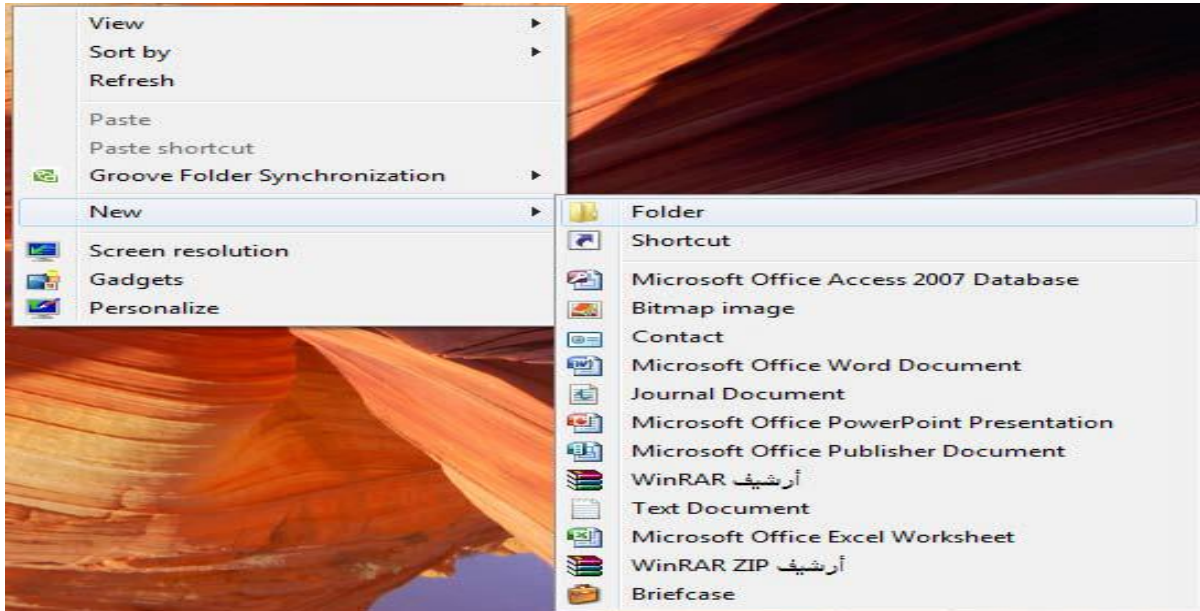 View
Sort by
Refresh
Paste
Paste shortcut
Groove Folder Synchronization
New
Screen resolution
Gadgets
Personalize
Folder
Shortcut
Microsoft Office Access 2007 Database
Bitmap image
Contact
Microsoft Office Word Document
Journal Document
Microsoft Office PowerPoint Presentation
Microsoft Office Publisher Document
أرشيف WinRAR
Text Document
Microsoft Office Excel Worksheet
أرشيف WinRAR ZIP
Briefcase